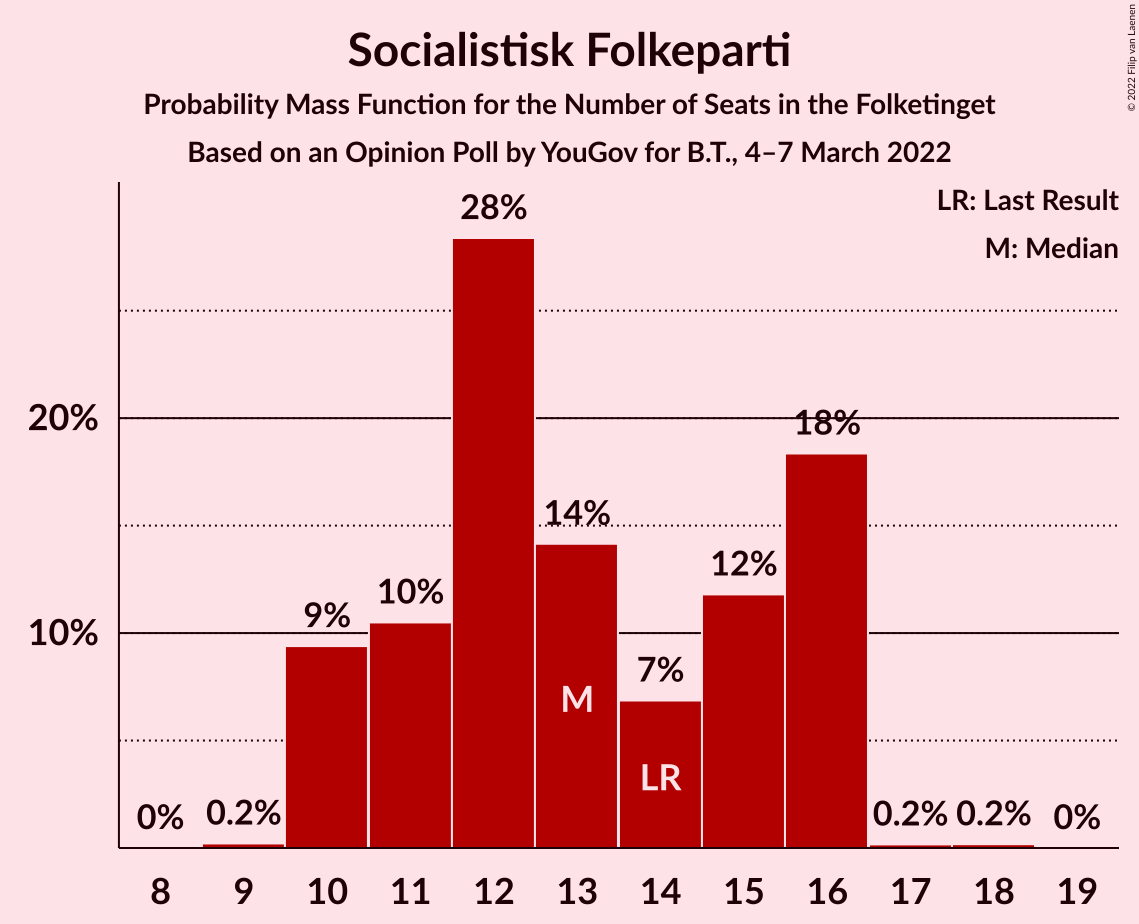 Socialistisk Folkeparti
Probability Mass Function for the Number of Seats in the Folketinget
Based on an Opinion Poll by YouGov for B.T., 4–7 March 2022
© 2022 Filip van Laenen
LR: Last Result
M: Median
28%
20%
18%
14%
12%
10%
9%
10%
7%
M
LR
0%
0.2%
0.2%
0.2%
0%
8 9 10 11 12 13 14 15 16 17 18 19